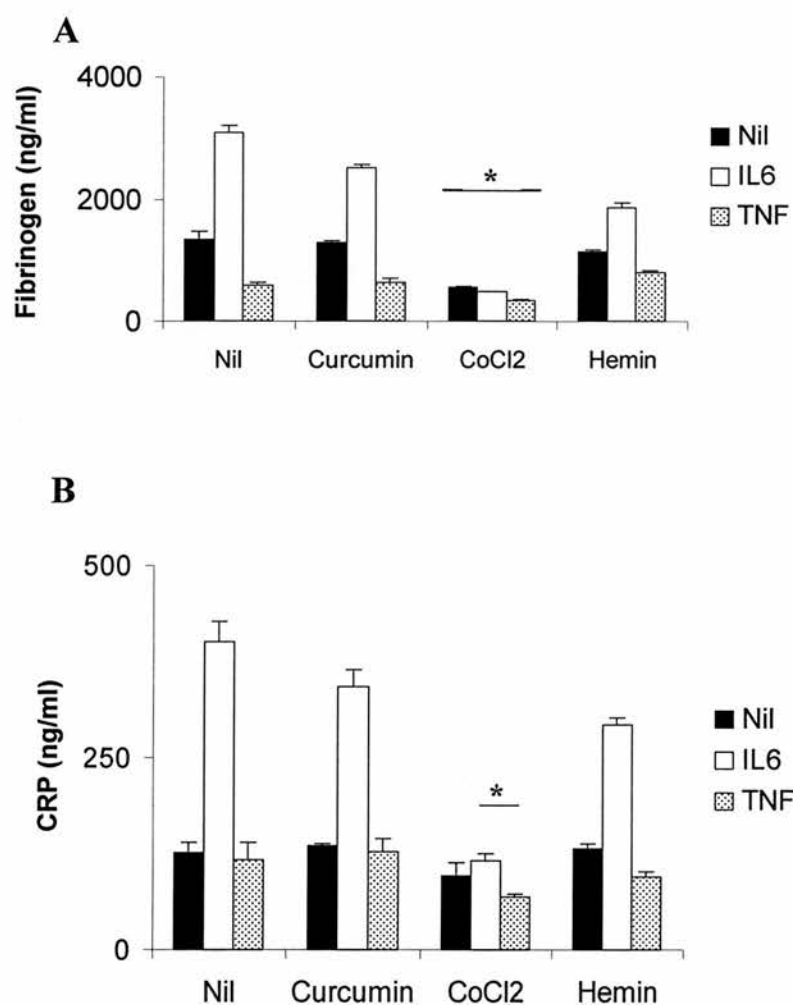 A
Fibrinogen (ng/ml)
4000
2000
0
*
Nil
IL6
TNF
Nil Curcumin CoCl2 Hemin
B
CRP (ng/ml)
500
250
0
*
Nil
IL6
TNF
Nil Curcumin CoCl2 Hemin